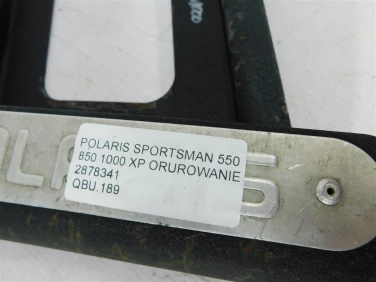 POLARIS SPORTSMAN 550
850 1000 XP ORUROWANIE
2878341
QBU.189